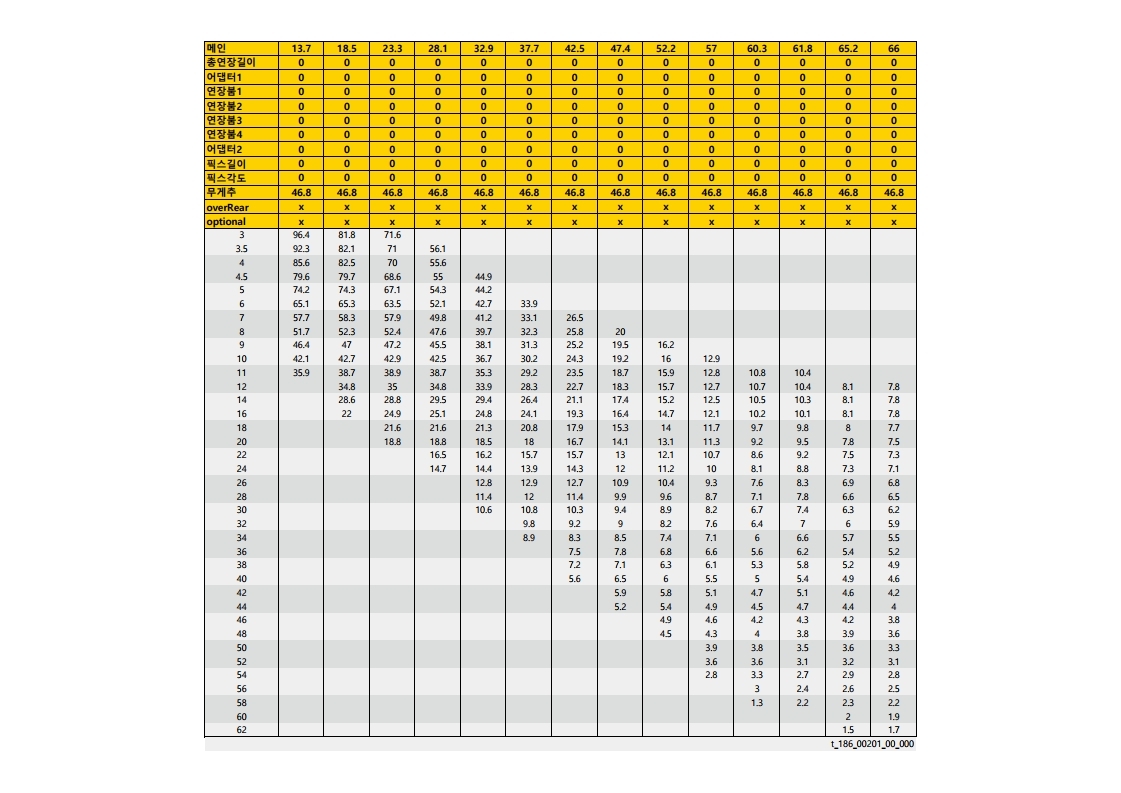 메인 13.7 18.5 23.3 28.1 32.9 37.7 42.5 47.4 52.2 57 60.3 61.8 65.2 66
총연장길이 0 0 0 0 0 0 0 0 0 0 0 0 0 0
어댑터1 0 0 0 0 0 0 0 0 0 0 0 0 0 0
연장붐1 0 0 0 0 0 0 0 0 0 0 0 0 0 0
연장붐2 0 0 0 0 0 0 0 0 0 0 0 0 0 0
연장붐3 0 0 0 0 0 0 0 0 0 0 0 0 0 0
연장붐4 0 0 0 0 0 0 0 0 0 0 0 0 0 0
어댑터2 0 0 0 0 0 0 0 0 0 0 0 0 0 0
픽스길이 0 0 0 0 0 0 0 0 0 0 0 0 0 0
픽스각도 0 0 0 0 0 0 0 0 0 0 0 0 0 0
무게추 46.8 46.8 46.8 46.8 46.8 46.8 46.8 46.8 46.8 46.8 46.8 46.8 46.8 46.8
overRear x x x x x x x x x x x x x x
optional x x x x x x x x x x x x x x
3 96.4 81.8 71.6
3.5 92.3 82.1 71 56.1
4 85.6 82.5 70 55.6
4.5 79.6 79.7 68.6 55 44.9
5 74.2 74.3 67.1 54.3 44.2
6 65.1 65.3 63.5 52.1 42.7 33.9
7 57.7 58.3 57.9 49.8 41.2 33.1 26.5
8 51.7 52.3 52.4 47.6 39.7 32.3 25.8 20
9 46.4 47 47.2 45.5 38.1 31.3 25.2 19.5 16.2
10 42.1 42.7 42.9 42.5 36.7 30.2 24.3 19.2 16 12.9
11 35.9 38.7 38.9 38.7 35.3 29.2 23.5 18.7 15.9 12.8 10.8 10.4
12 34.8 35 34.8 33.9 28.3 22.7 18.3 15.7 12.7 10.7 10.4 8.1 7.8
14 28.6 28.8 29.5 29.4 26.4 21.1 17.4 15.2 12.5 10.5 10.3 8.1 7.8
16 22 24.9 25.1 24.8 24.1 19.3 16.4 14.7 12.1 10.2 10.1 8.1 7.8
18 21.6 21.6 21.3 20.8 17.9 15.3 14 11.7 9.7 9.8 8 7.7
20 18.8 18.8 18.5 18 16.7 14.1 13.1 11.3 9.2 9.5 7.8 7.5
22 16.5 16.2 15.7 15.7 13 12.1 10.7 8.6 9.2 7.5 7.3
24 14.7 14.4 13.9 14.3 12 11.2 10 8.1 8.8 7.3 7.1
26 12.8 12.9 12.7 10.9 10.4 9.3 7.6 8.3 6.9 6.8
28 11.4 12 11.4 9.9 9.6 8.7 7.1 7.8 6.6 6.5
30 10.6 10.8 10.3 9.4 8.9 8.2 6.7 7.4 6.3 6.2
32 9.8 9.2 9 8.2 7.6 6.4 7 6 5.9
34 8.9 8.3 8.5 7.4 7.1 6 6.6 5.7 5.5
36 7.5 7.8 6.8 6.6 5.6 6.2 5.4 5.2
38 7.2 7.1 6.3 6.1 5.3 5.8 5.2 4.9
40 5.6 6.5 6 5.5 5 5.4 4.9 4.6
42 5.9 5.8 5.1 4.7 5.1 4.6 4.2
44 5.2 5.4 4.9 4.5 4.7 4.4 4
46 4.9 4.6 4.2 4.3 4.2 3.8
48 4.5 4.3 4 3.8 3.9 3.6
50 3.9 3.8 3.5 3.6 3.3
52 3.6 3.6 3.1 3.2 3.1
54 2.8 3.3 2.7 2.9 2.8
56 3 2.4 2.6 2.5
58 1.3 2.2 2.3 2.2
60 2 1.9
62 1.5 1.7
t_186_00201_00_000